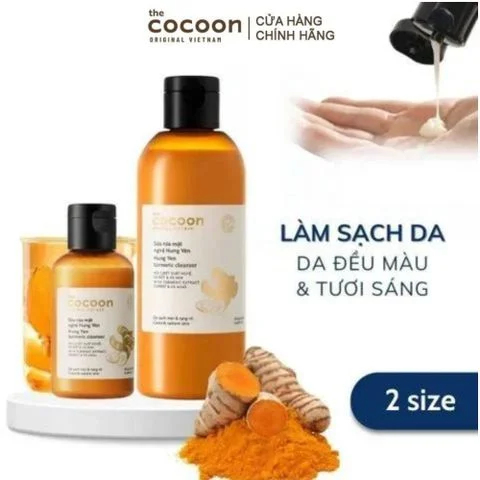 the
cocoon
ORIGINAL VIETNAM
CỬA HÀNG
CHÍNH HÃNG
the
cocoon
Sữa rửa mặt
nghệ Hưng Yên
Hung Yen
turmeric cleanser
the
cocoon
Sữa rửa mặt
nghệ Hưng Yên
Hung Yen
turmeric cleanser
LÀM SẠCH DA
DA ĐỀU MÀU
& TƯƠI SÁNG
2 size